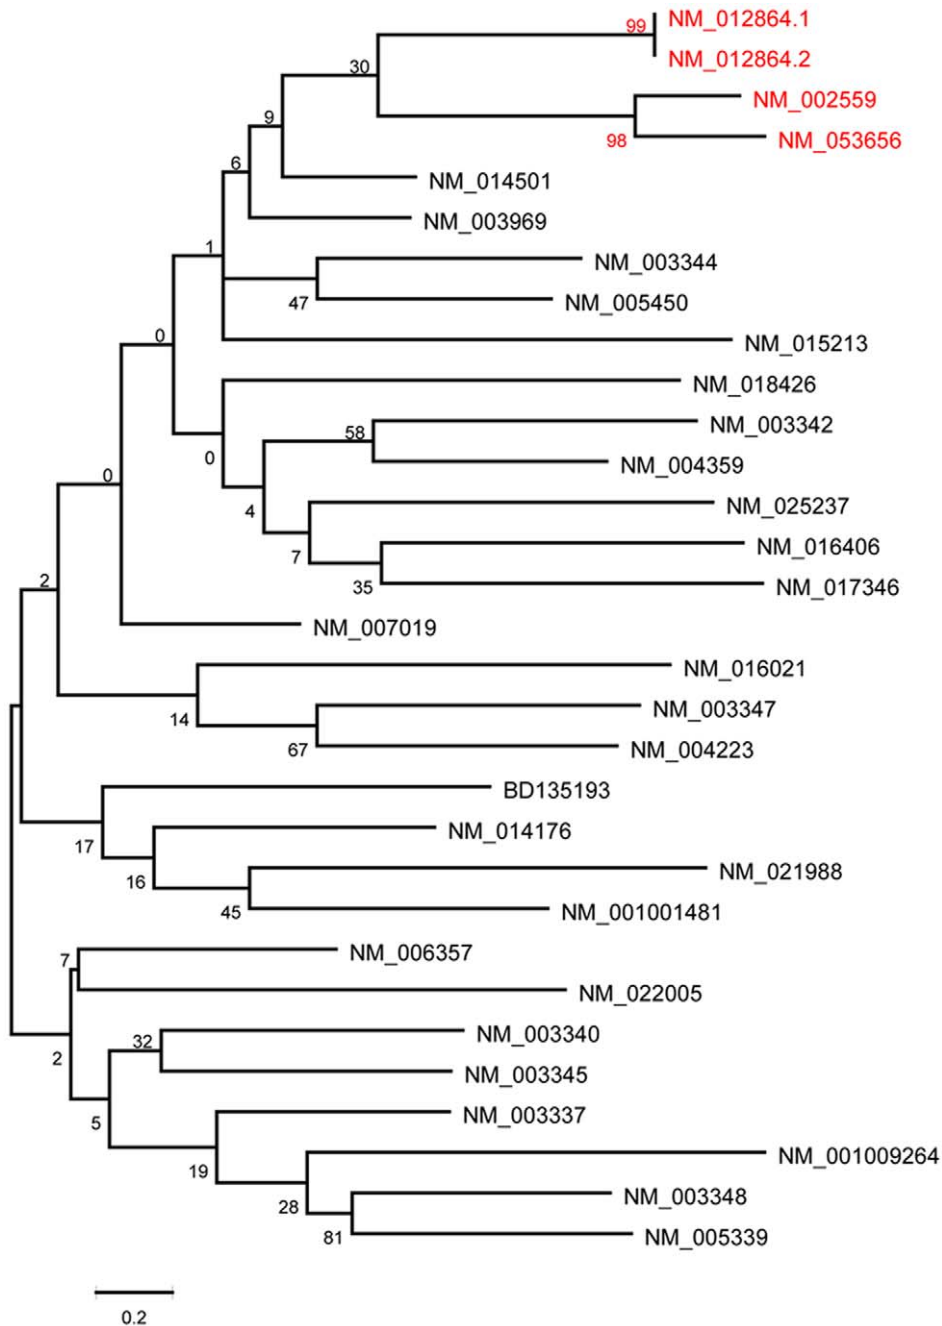 99 NM_012864.1
NM_012864.2
30
NM_002559
9
98 NM_053656
6
NM_014501
NM_003969
1
NM_003344
47 NM_005450
0
NM_015213
NM_018426
58 NM_003342
0
NM_004359
0
4 NM_025237
7 NM_016406
35 NM_017346
2
NM_007019
NM_016021
14 NM_003347
67 NM_004223
BD135193
17 NM_014176
16 NM_021988
45 NM_001001481
7 NM_006357
NM_022005
32 NM_003340
2
NM_003345
5 NM_003337
19 NM_001009264
28 NM_003348
81 NM_005339
0.2